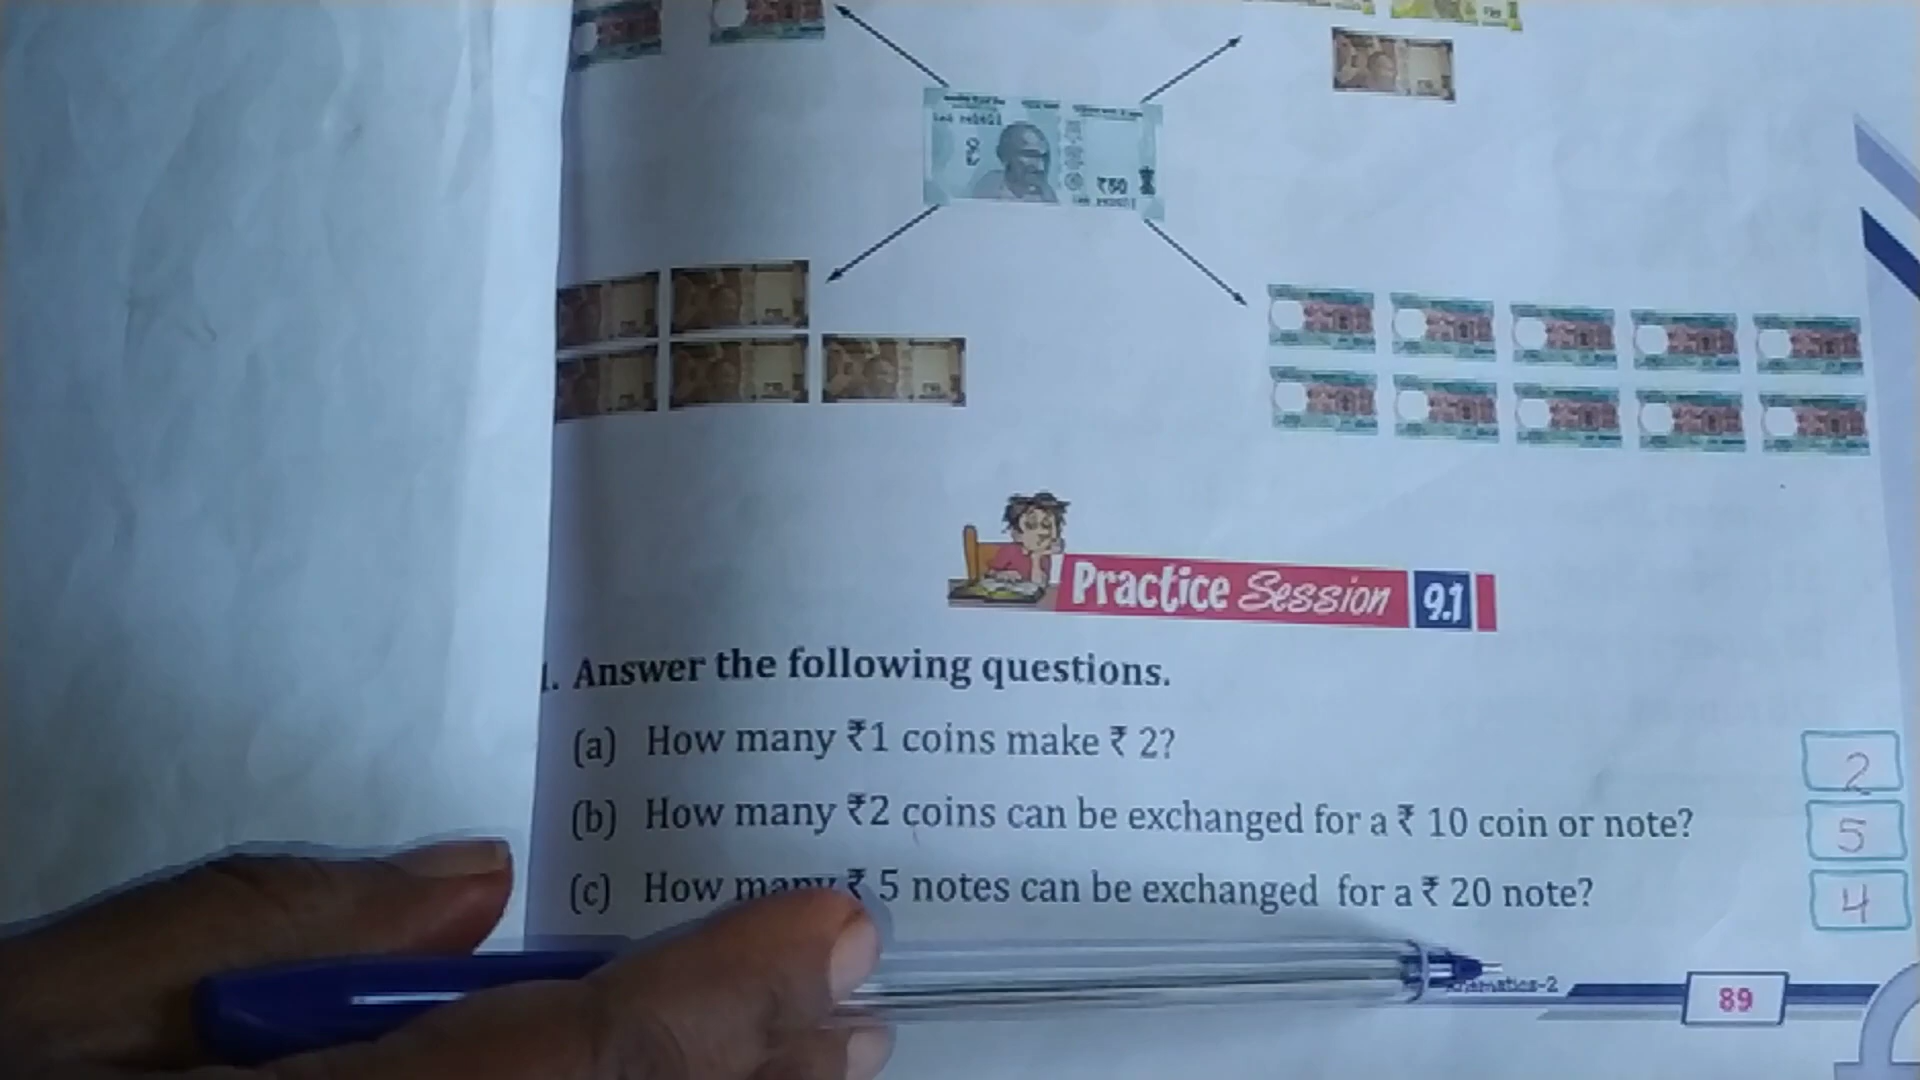 ₹50
Practice Session 9.1
1. Answer the following questions.
(a) How many ₹1 coins make ₹ 2?
2
(b) How many ₹2 coins can be exchanged for a ₹ 10 coin or note?
5
(c) How many ₹ 5 notes can be exchanged for a ₹ 20 note?
4
89